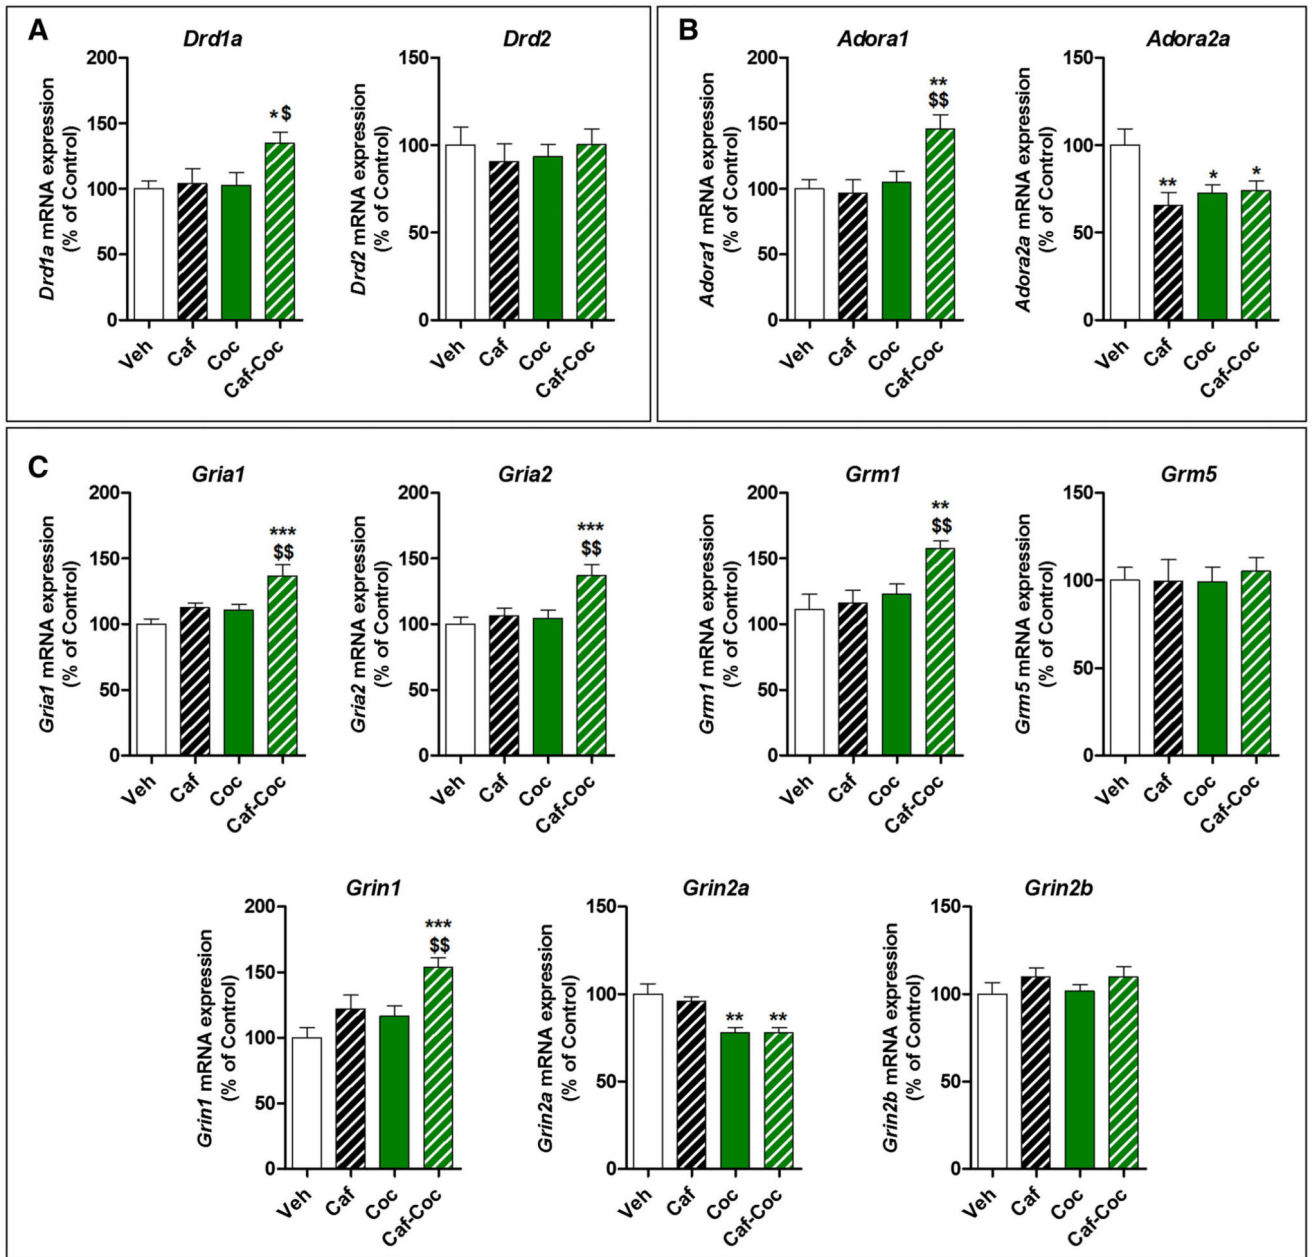 A
Drd1a
Drd1a mRNA expression
(% of Control)
200
150
100
50
0
*$
Veh
Caf
Coc
Caf-Coc
Drd2
Drd2 mRNA expression
(% of Control)
150
100
50
0
Veh
Caf
Coc
Caf-Coc
B
Adora1
Adora1 mRNA expression
(% of Control)
200
150
100
50
0
**
$$
Veh
Caf
Coc
Caf-Coc
Adora2a
Adora2a mRNA expression
(% of Control)
150
100
50
0
**
*
*
Veh
Caf
Coc
Caf-Coc
C
Gria1
Gria1 mRNA expression
(% of Control)
200
150
100
50
0
***
$$
Veh
Caf
Coc
Caf-Coc
Gria2
Gria2 mRNA expression
(% of Control)
200
150
100
50
0
***
$$
Veh
Caf
Coc
Caf-Coc
Grm1
Grm1 mRNA expression
(% of Control)
200
150
100
50
0
**
$$
Veh
Caf
Coc
Caf-Coc
Grm5
Grm5 mRNA expression
(% of Control)
150
100
50
0
Veh
Caf
Coc
Caf-Coc
Grin1
Grin1 mRNA expression
(% of Control)
200
150
100
50
0
***
$$
Veh
Caf
Coc
Caf-Coc
Grin2a
Grin2a mRNA expression
(% of Control)
150
100
50
0
**
**
Veh
Caf
Coc
Caf-Coc
Grin2b
Grin2b mRNA expression
(% of Control)
150
100
50
0
Veh
Caf
Coc
Caf-Coc